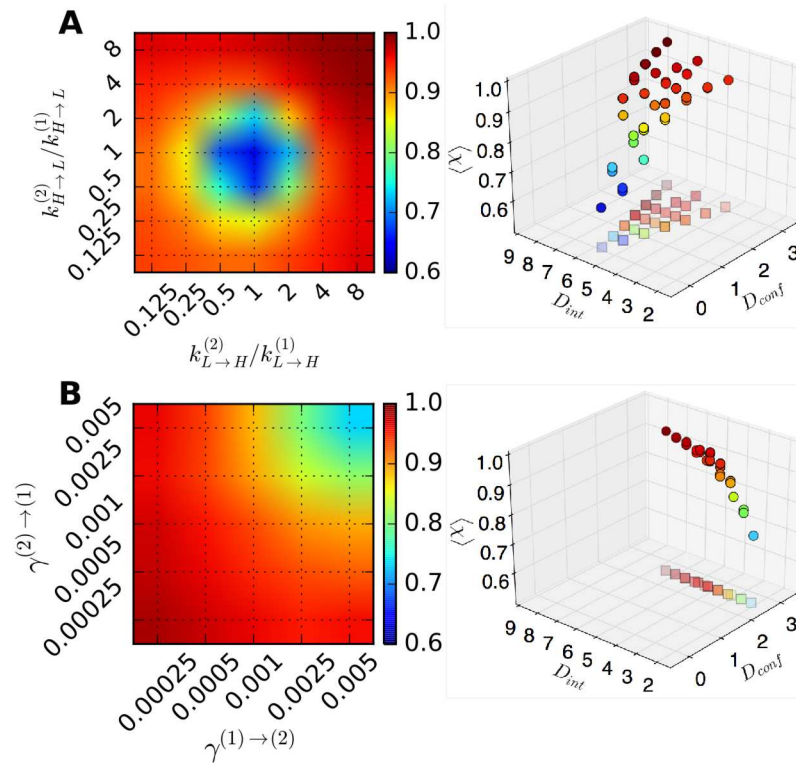 A
8
4
2
1
0.5
0.25
0.125
k_{H→L}^{(2)}/k_{H→L}^{(1)}
0.125 0.25 0.5 1 2 4 8
k_{L→H}^{(2)}/k_{L→H}^{(1)}
1.0
0.9
0.8
0.7
0.6
1.0
0.9
0.8
0.7
0.6
⟨χ⟩
9 8 7 6 5 4 3 2
D_{int}
0 1 2 3
D_{conf}
B
0.005
0.0025
0.001
0.0005
0.00025
γ^{(2)→(1)}
0.00025 0.0005 0.001 0.0025 0.005
γ^{(1)→(2)}
1.0
0.9
0.8
0.7
0.6
1.0
0.9
0.8
0.7
0.6
⟨χ⟩
9 8 7 6 5 4 3 2
D_{int}
0 1 2 3
D_{conf}